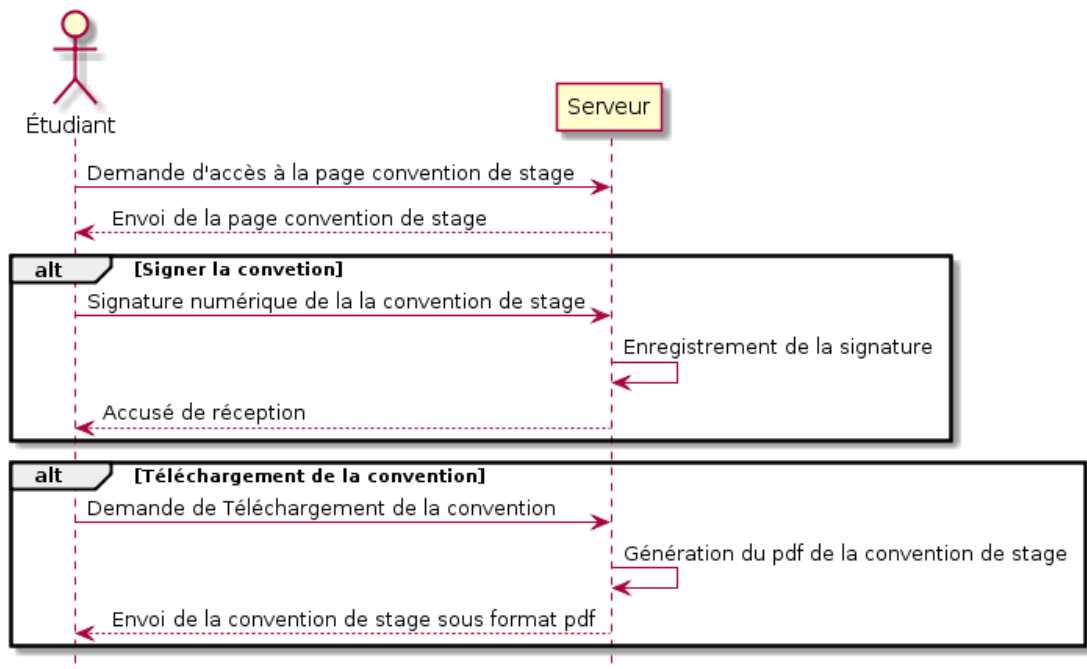 Étudiant
Serveur
Demande d'accès à la page convention de stage
Envoi de la page convention de stage
alt [Signer la convetion]
Signature numérique de la la convention de stage
Enregistrement de la signature
Accusé de réception
alt [Téléchargement de la convention]
Demande de Téléchargement de la convention
Génération du pdf de la convention de stage
Envoi de la convention de stage sous format pdf